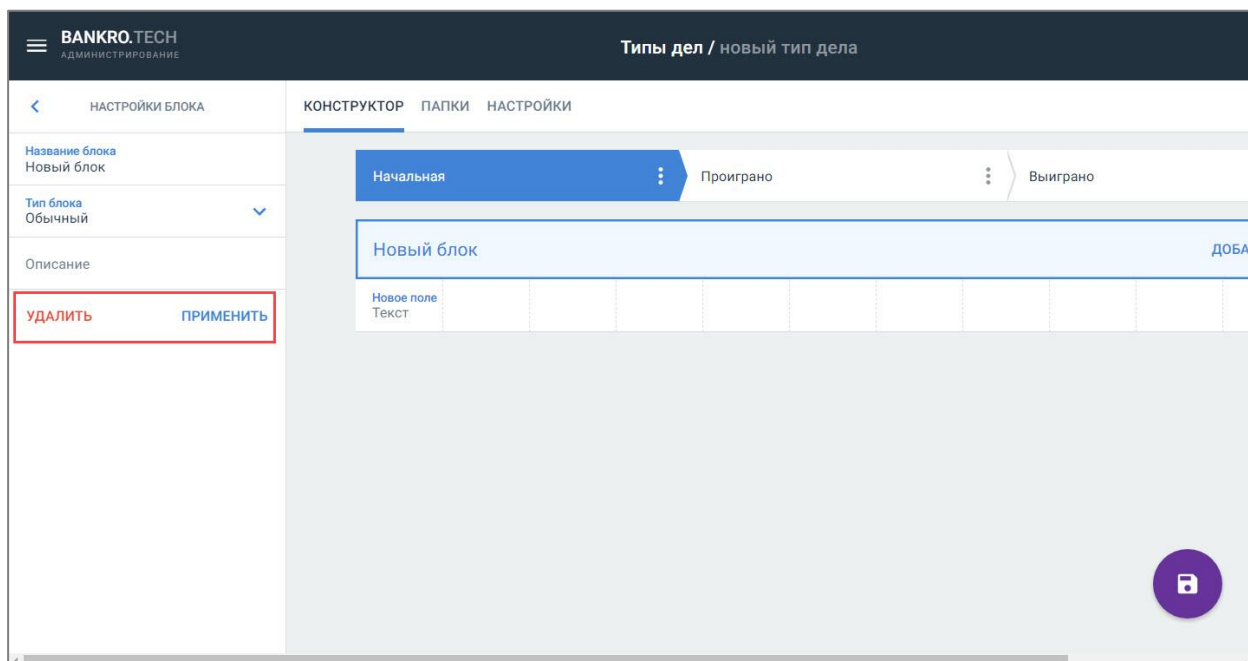 BANKRO.TECH
АДМИНИСТРИРОВАНИЕ
Типы дел / новый тип дела
НАСТРОЙКИ БЛОКА
КОНСТРУКТОР ПАПКИ НАСТРОЙКИ
Название блока
Новый блок
Тип блока
Обычный
Описание
УДАЛИТЬ ПРИМЕНИТЬ
Начальная Проиграно Выиграно
Новый блок ДОБА
Новое поле
Текст